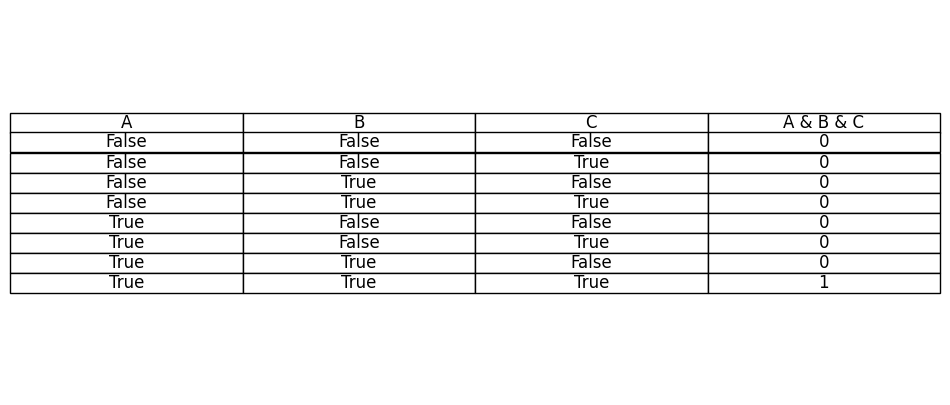 A B C A & B & C
False False False 0
False False True 0
False True False 0
False True True 0
True False False 0
True False True 0
True True False 0
True True True 1